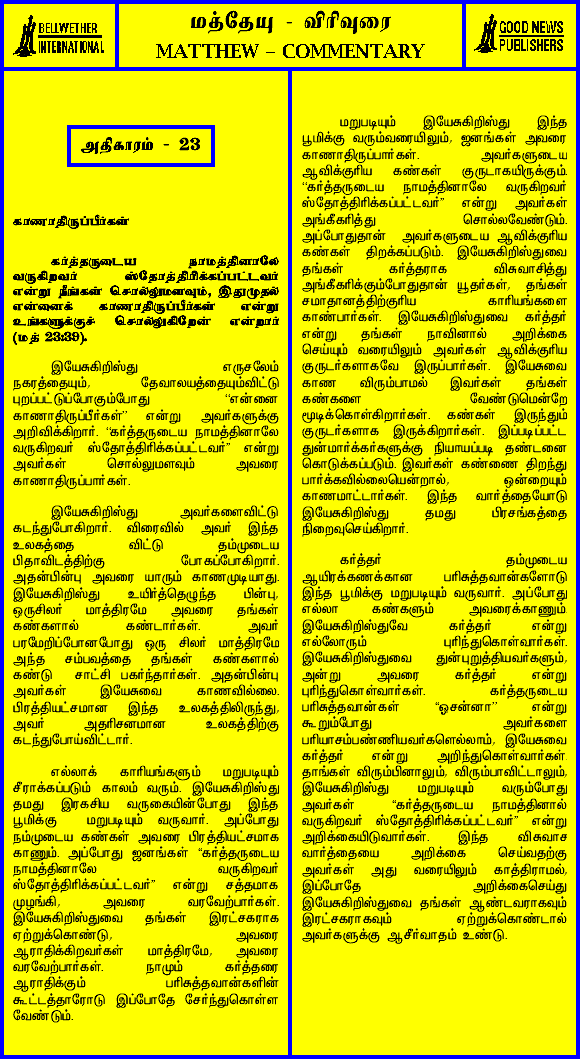 BELLWETHER
INTERNATIONAL
மத்தேயு - விரிவுரை
MATTHEW – COMMENTARY
GOOD NEWS
PUBLISHERS
அதிகாரம் - 23
காணாதிருப்பீர்கள்
கர்த்தருடைய நாமத்தினாலே
வருகிறவர் ஸ்தோத்திரிக்கப்பட்டவர்
என்று நீங்கள் சொல்லுமளவும், இதுமுதல்
என்னைக் காணாதிருப்பீர்கள் என்று
உங்களுக்குச் சொல்லுகிறேன் என்றார்
(மத் 23:39).
இயேசுகிறிஸ்து எருசலேம்
நகரத்தையும், தேவாலயத்தையும்விட்டு
புறப்பட்டுப்போகும்போது “என்னை
காணாதிருப்பீர்கள்” என்று அவர்களுக்கு
அறிவிக்கிறார். “கர்த்தருடைய நாமத்தினாலே
வருகிறவர் ஸ்தோத்திரிக்கப்பட்டவர்” என்று
அவர்கள் சொல்லுமளவும் அவரை
காணாதிருப்பார்கள்.
இயேசுகிறிஸ்து அவர்களைவிட்டு
கடந்துபோகிறார். விரைவில் அவர் இந்த
உலகத்தை விட்டு தம்முடைய
பிதாவிடத்திற்கு போகப்போகிறார்.
அதன்பின்பு அவரை யாரும் காணமுடியாது.
இயேசுகிறிஸ்து உயிர்த்தெழுந்த பின்பு,
ஒருசிலர் மாத்திரமே அவரை தங்கள்
கண்களால் கண்டார்கள். அவர்
பரமேறிப்போனபோது ஒரு சிலர் மாத்திரமே
அந்த சம்பவத்தை தங்கள் கண்களால்
கண்டு சாட்சி பகர்ந்தார்கள். அதன்பின்பு
அவர்கள் இயேசுவை காணவில்லை.
பிரத்தியட்சமான இந்த உலகத்திலிருந்து,
அவர் அதரிசனமான உலகத்திற்கு
கடந்துபோய்விட்டார்.
எல்லாக் காரியங்களும் மறுபடியும்
சீராக்கப்படும் காலம் வரும். இயேசுகிறிஸ்து
தமது இரகசிய வருகையின்போது இந்த
பூமிக்கு மறுபடியும் வருவார். அப்போது
நம்முடைய கண்கள் அவரை பிரத்தியட்சமாக
காணும். அப்போது ஜனங்கள் “கர்த்தருடைய
நாமத்தினாலே வருகிறவர்
ஸ்தோத்திரிக்கப்பட்டவர்” என்று சத்தமாக
முழங்கி, அவரை வரவேற்பார்கள்.
இயேசுகிறிஸ்துவை தங்கள் இரட்சகராக
ஏற்றுக்கொண்டு, அவரை
ஆராதிக்கிறவர்கள் மாத்திரமே, அவரை
வரவேற்பார்கள். நாமும் கர்த்தரை
ஆராதிக்கும் பரிசுத்தவான்களின்
கூட்டத்தாரோடு இப்போதே சேர்ந்துகொள்ள
வேண்டும்.
மறுபடியும் இயேசுகிறிஸ்து இந்த
பூமிக்கு வரும்வரையிலும், ஜனங்கள் அவரை
காணாதிருப்பார்கள். அவர்களுடைய
ஆவிக்குரிய கண்கள் குருடாகயிருக்கும்.
“கர்த்தருடைய நாமத்தினாலே வருகிறவர்
ஸ்தோத்திரிக்கப்பட்டவர்” என்று அவர்கள்
அங்கீகரித்து சொல்லவேண்டும்.
அப்போதுதான் அவர்களுடைய ஆவிக்குரிய
கண்கள் திறக்கப்படும். இயேசுகிறிஸ்துவை
தங்கள் கர்த்தராக விசுவாசித்து
அங்கீகரிக்கும்போதுதான் யூதர்கள், தங்கள்
சமாதானத்திற்குரிய காரியங்களை
காண்பார்கள். இயேசுகிறிஸ்துவை கர்த்தர்
என்று தங்கள் நாவினால் அறிக்கை
செய்யும் வரையிலும் அவர்கள் ஆவிக்குரிய
குருடர்களாகவே இருப்பார்கள். இயேசுவை
காண விரும்பாமல் இவர்கள் தங்கள்
கண்களை வேண்டுமென்றே
மூடிக்கொள்கிறார்கள். கண்கள் இருந்தும்
குருடர்களாக இருக்கிறார்கள். இப்படிப்பட்ட
துன்மார்க்கர்களுக்கு நியாயப்படி தண்டனை
கொடுக்கப்படும். இவர்கள் கண்ணை திறந்து
பார்க்கவில்லையென்றால், ஒன்றையும்
காணமாட்டார்கள். இந்த வார்த்தையோடு
இயேசுகிறிஸ்து தமது பிரசங்கத்தை
நிறைவுசெய்கிறார்.
கர்த்தர் தம்முடைய
ஆயிரக்கணக்கான பரிசுத்தவான்களோடு
இந்த பூமிக்கு மறுபடியும் வருவார். அப்போது
எல்லா கண்களும் அவரைக்காணும்.
இயேசுகிறிஸ்துவே கர்த்தர் என்று
எல்லோரும் புரிந்துகொள்வார்கள்.
இயேசுகிறிஸ்துவை துன்புறுத்தியவர்களும்,
அன்று அவரை கர்த்தர் என்று
புரிந்துகொள்வார்கள். கர்த்தருடைய
பரிசுத்தவான்கள் “ஓசன்னா” என்று
கூறும்போது அவர்களை
பரியாசம்பண்ணியவர்களெல்லாம், இயேசுவை
கர்த்தர் என்று அறிந்துகொள்வார்கள்.
தாங்கள் விரும்பினாலும், விரும்பாவிட்டாலும்,
இயேசுகிறிஸ்து மறுபடியும் வரும்போது
அவர்கள் “கர்த்தருடைய நாமத்தினால்
வருகிறவர் ஸ்தோத்திரிக்கப்பட்டவர்” என்று
அறிக்கையிடுவார்கள். இந்த விசுவாச
வார்த்தையை அறிக்கை செய்வதற்கு
அவர்கள் அது வரையிலும் காத்திராமல்,
இப்போதே அறிக்கைசெய்து
இயேசுகிறிஸ்துவை தங்கள் ஆண்டவராகவும்
இரட்சகராகவும் ஏற்றுக்கொண்டால்
அவர்களுக்கு ஆசீர்வாதம் உண்டு.